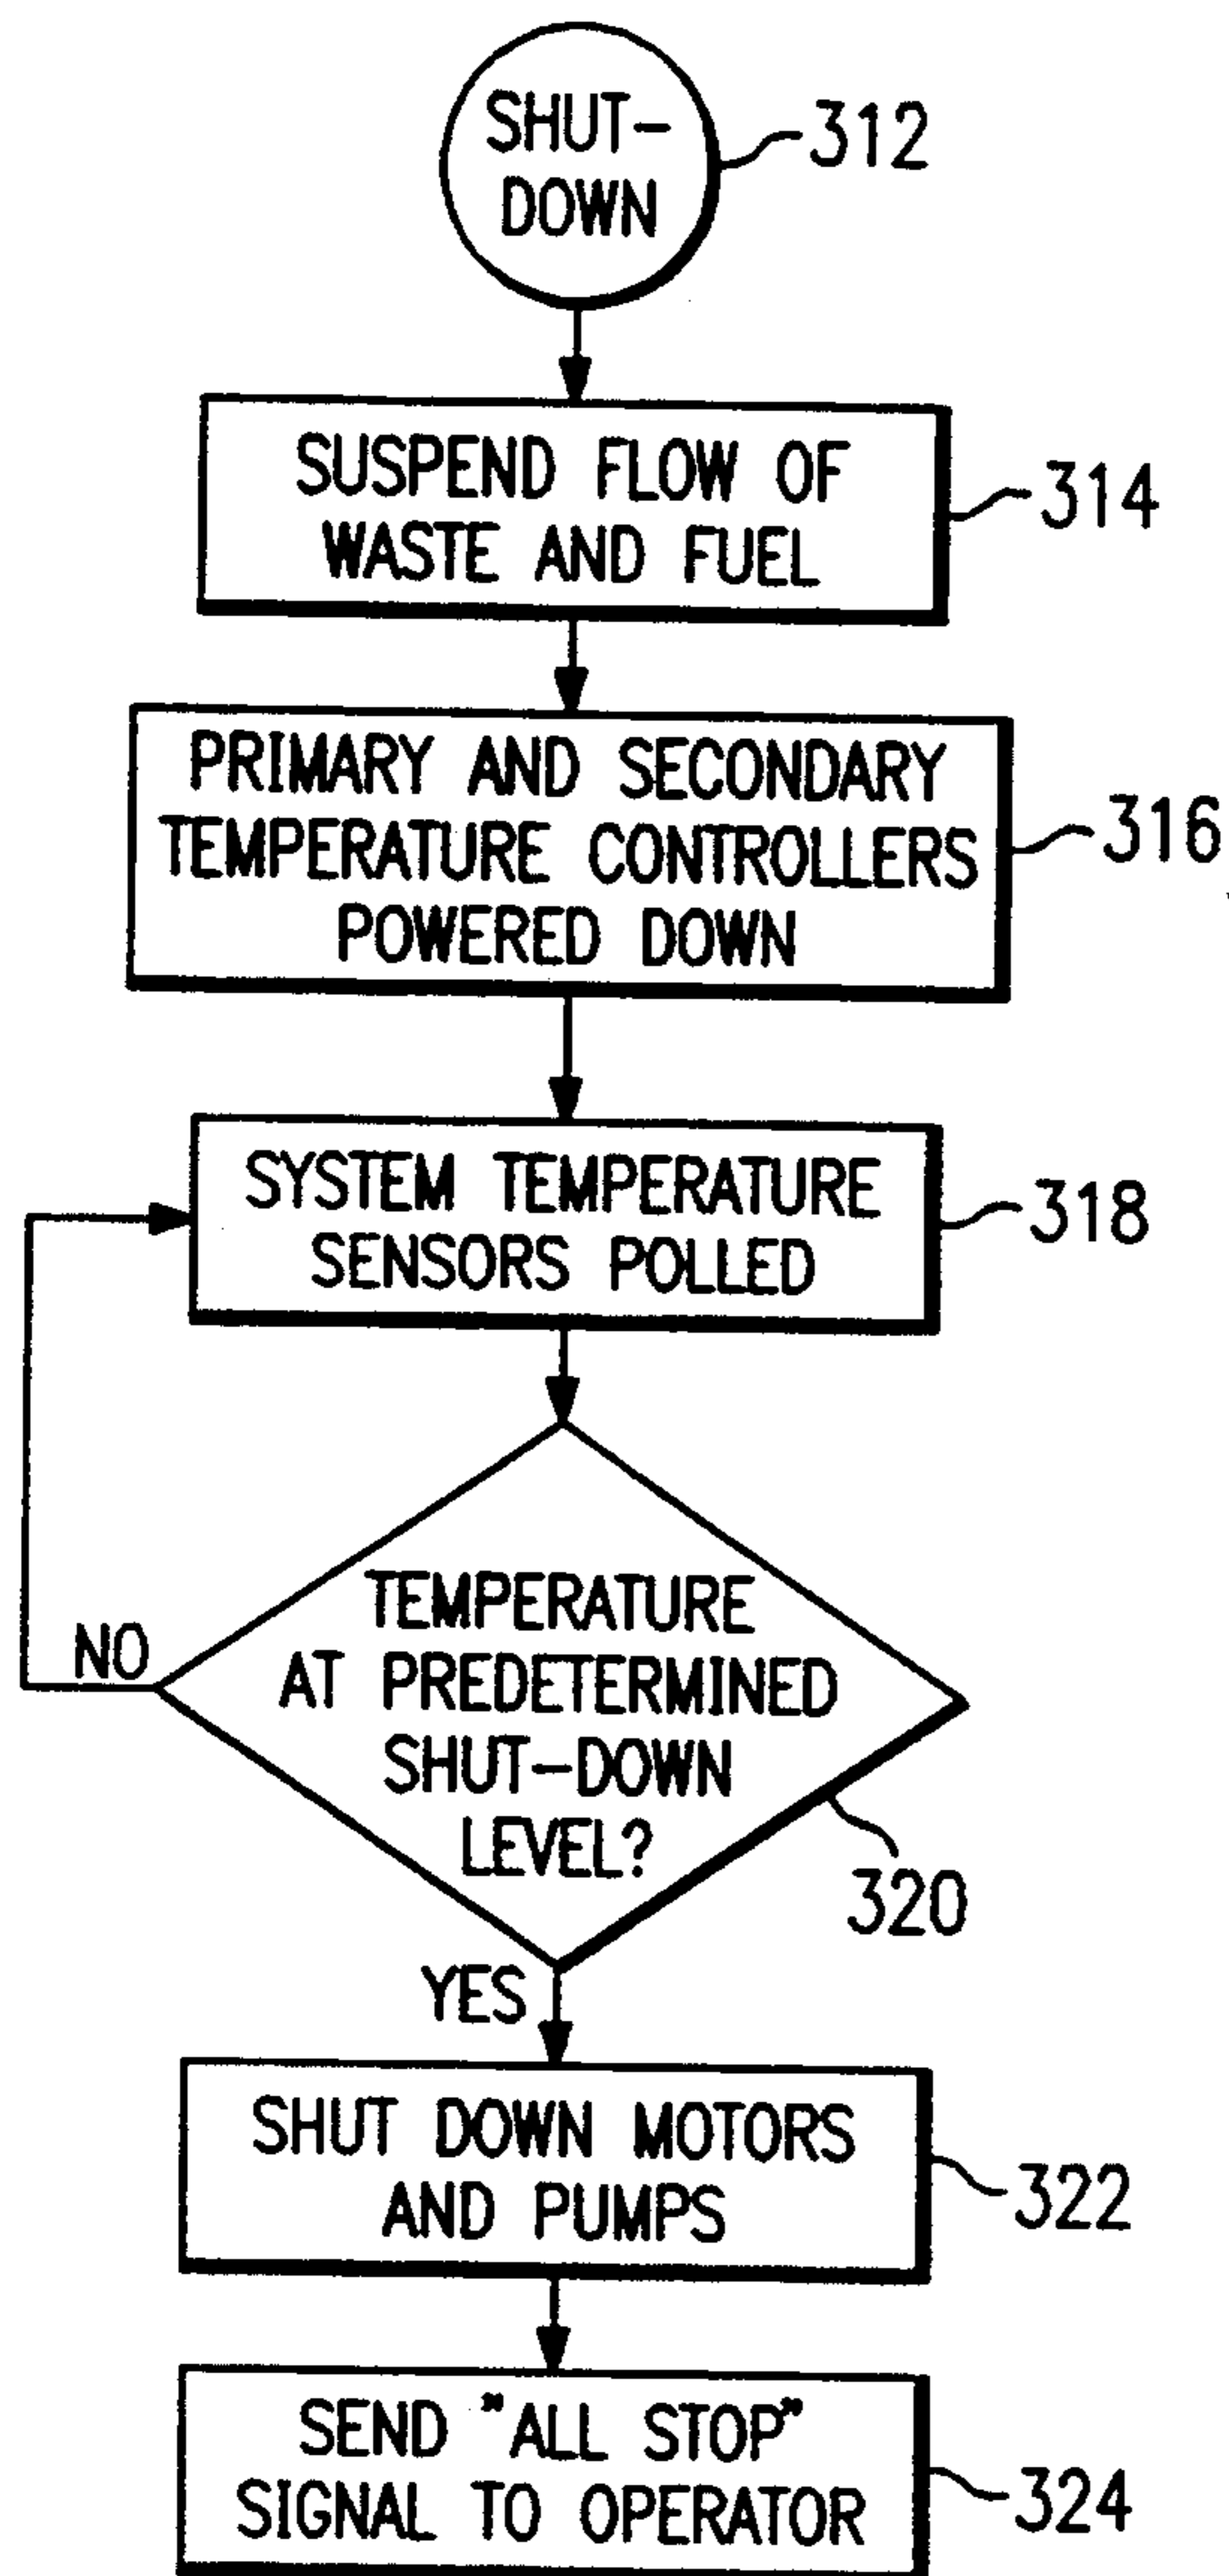 SHUT-
DOWN
312
SUSPEND FLOW OF
WASTE AND FUEL
314
PRIMARY AND SECONDARY
TEMPERATURE CONTROLLERS
POWERED DOWN
316
SYSTEM TEMPERATURE
SENSORS POLLED
318
TEMPERATURE
AT PREDETERMINED
SHUT-DOWN
LEVEL?
NO
320
YES
SHUT DOWN MOTORS
AND PUMPS
322
SEND "ALL STOP"
SIGNAL TO OPERATOR
324